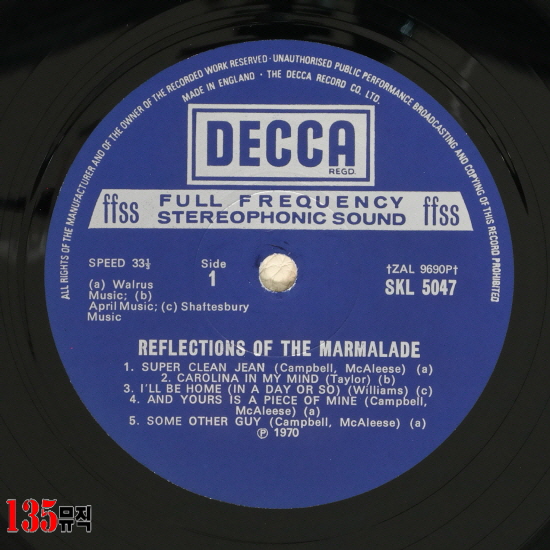 ALL RIGHTS OF THE MANUFACTURER AND OF THE OWNER OF THE RECORDED WORK RESERVED · UNAUTHORISED PUBLIC PERFORMANCE BROADCASTING AND COPYING OF THIS RECORD PROHIBITED
MADE IN ENGLAND · THE DECCA RECORD CO. LTD.
DECCA
REGD.
ffss FULL FREQUENCY ffss
STEREOPHONIC SOUND
SPEED 33⅓ Side †ZAL 9690P†
1 SKL 5047
(a) Walrus
Music; (b)
April Music; (c) Shaftesbury
Music
REFLECTIONS OF THE MARMALADE
1. SUPER CLEAN JEAN (Campbell, McAleese) (a)
2. CAROLINA IN MY MIND (Taylor) (b)
3. I'LL BE HOME (IN A DAY OR SO) (Williams) (c)
4. AND YOURS IS A PIECE OF MINE (Campbell,
McAleese) (a)
5. SOME OTHER GUY (Campbell, McAleese) (a)
℗ 1970
135뮤직